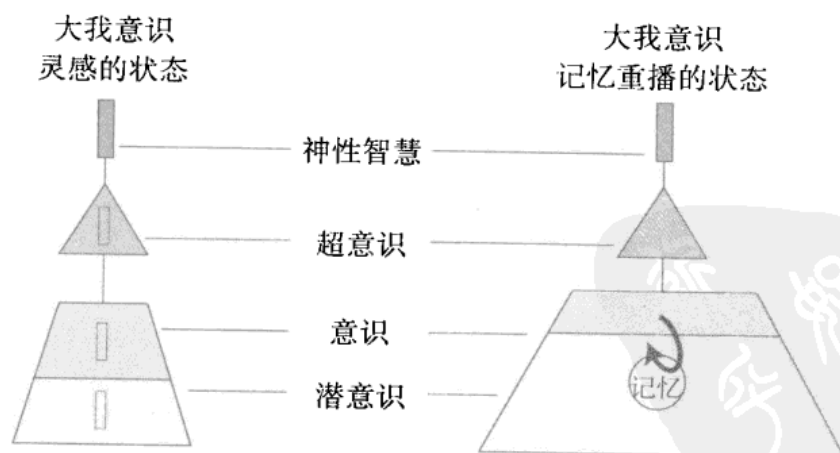 大我意识
灵感的状态
大我意识
记忆重播的状态
神性智慧
超意识
意识
潜意识
记忆